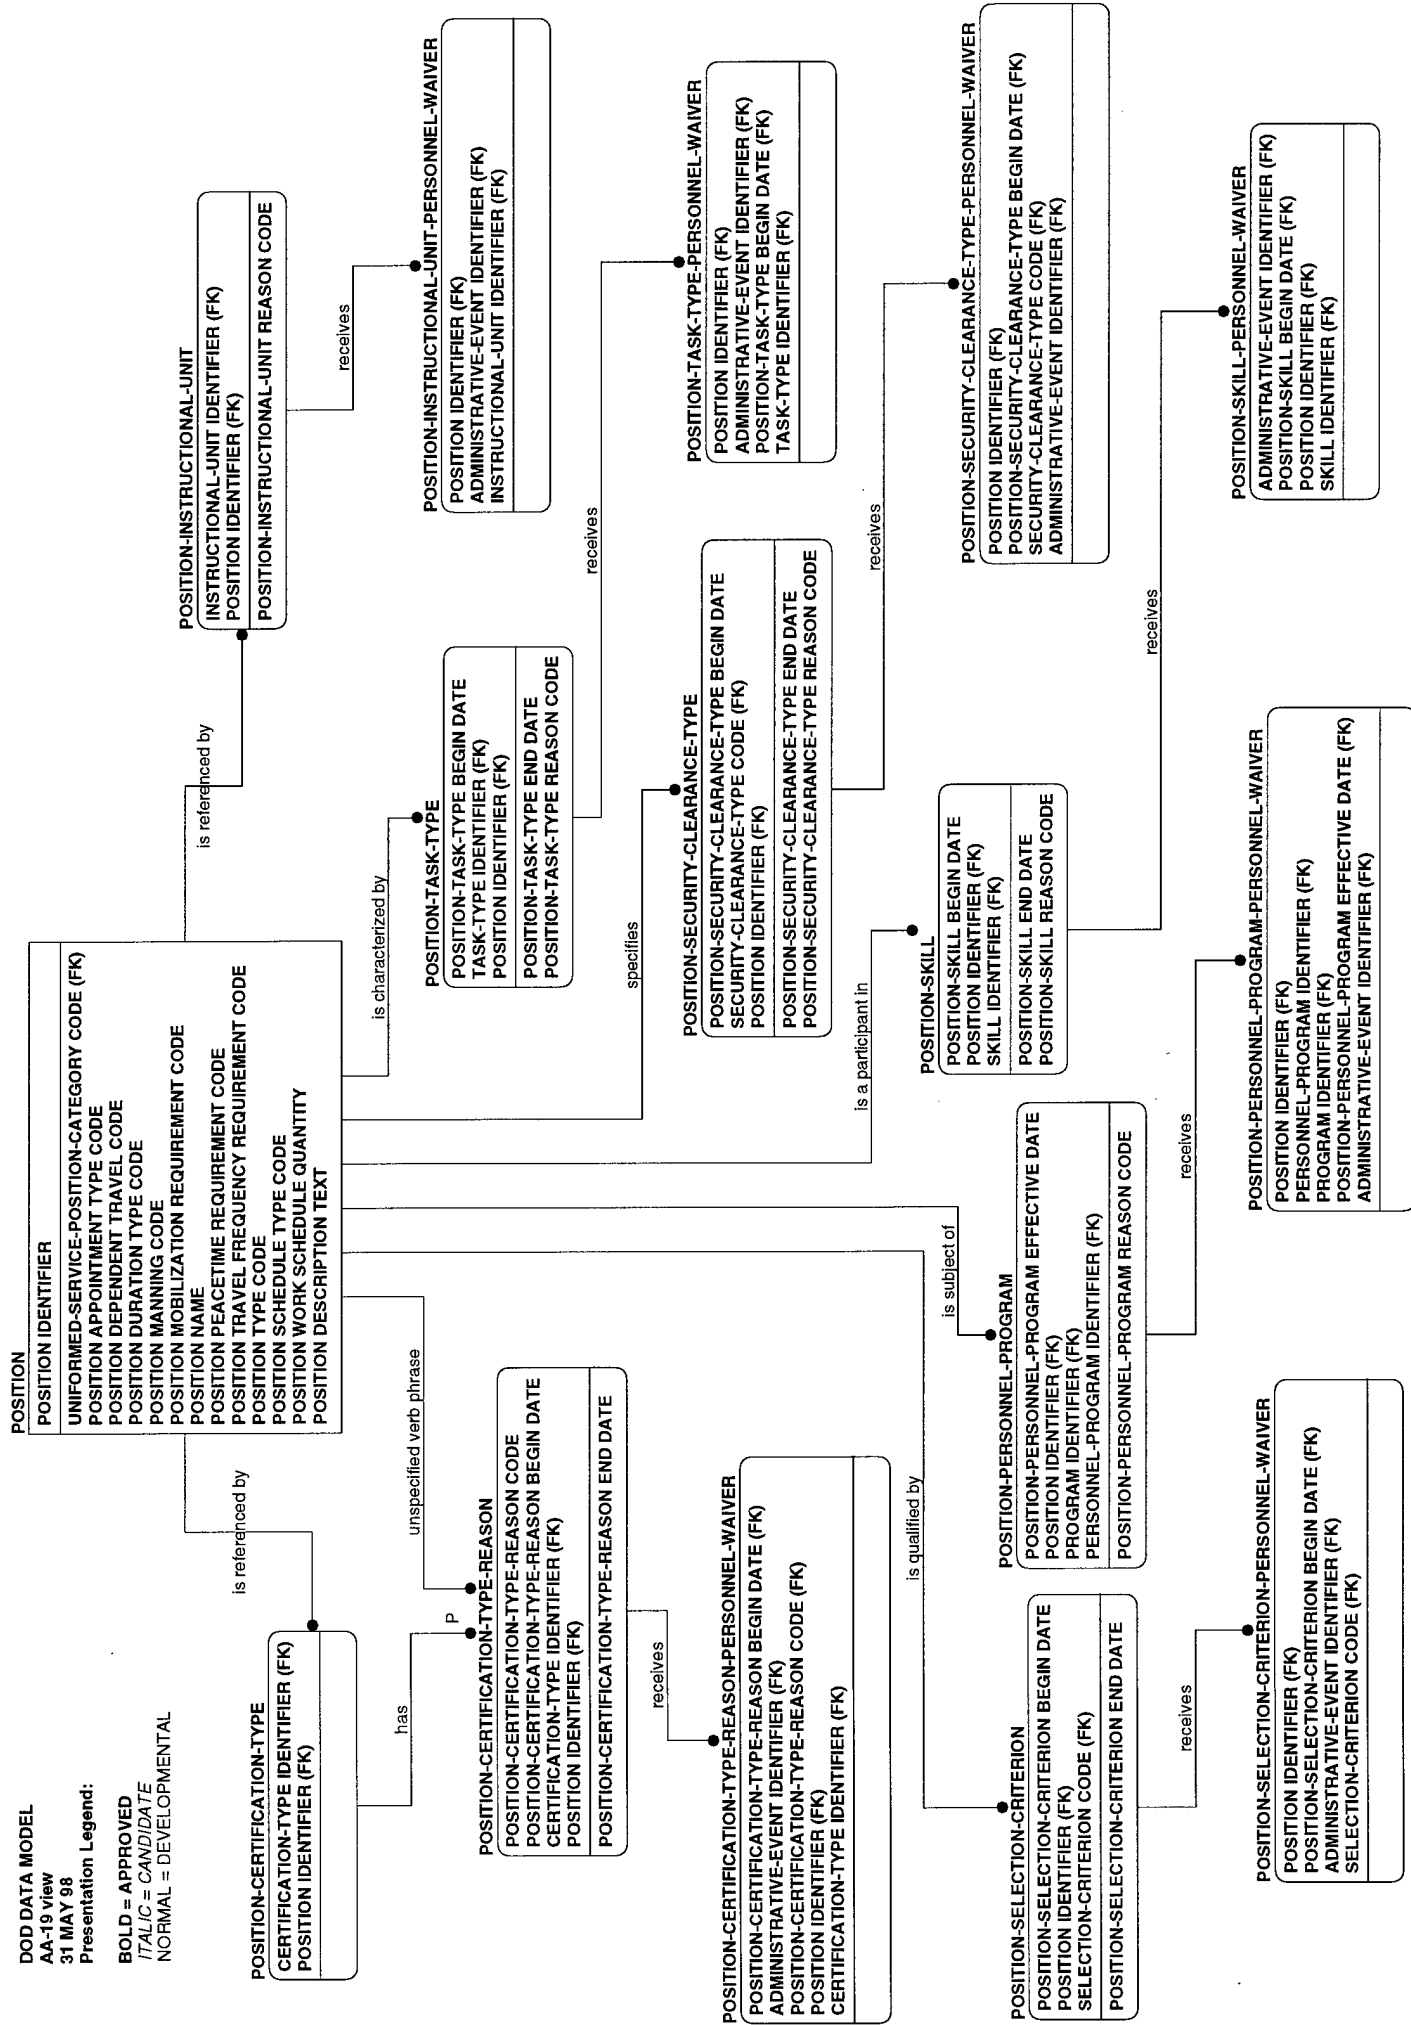 DOD DATA MODEL
AA-19 view
31 MAY 98
Presentation Legend:
BOLD = APPROVED
ITALIC = CANDIDATE
NORMAL = DEVELOPMENTAL
POSITION
POSITION IDENTIFIER
UNIFORMED-SERVICE-POSITION-CATEGORY CODE (FK)
POSITION APPOINTMENT TYPE CODE
POSITION DEPENDENT TRAVEL CODE
POSITION DURATION TYPE CODE
POSITION MANNING CODE
POSITION MOBILIZATION REQUIREMENT CODE
POSITION NAME
POSITION PEACETIME REQUIREMENT CODE
POSITION TRAVEL FREQUENCY REQUIREMENT CODE
POSITION TYPE CODE
POSITION SCHEDULE TYPE CODE
POSITION WORK SCHEDULE QUANTITY
POSITION DESCRIPTION TEXT
is referenced by
is referenced by
POSITION-CERTIFICATION-TYPE
CERTIFICATION-TYPE IDENTIFIER (FK)
POSITION IDENTIFIER (FK)
has
P
unspecified verb phrase
POSITION-CERTIFICATION-TYPE-REASON
POSITION-CERTIFICATION-TYPE-REASON CODE
POSITION-CERTIFICATION-TYPE-REASON BEGIN DATE
CERTIFICATION-TYPE IDENTIFIER (FK)
POSITION IDENTIFIER (FK)
POSITION-CERTIFICATION-TYPE-REASON END DATE
receives
POSITION-CERTIFICATION-TYPE-REASON-PERSONNEL-WAIVER
POSITION-CERTIFICATION-TYPE-REASON BEGIN DATE (FK)
ADMINISTRATIVE-EVENT IDENTIFIER (FK)
POSITION-CERTIFICATION-TYPE-REASON CODE (FK)
POSITION IDENTIFIER (FK)
CERTIFICATION-TYPE IDENTIFIER (FK)
is qualified by
POSITION-SELECTION-CRITERION
POSITION-SELECTION-CRITERION BEGIN DATE
POSITION IDENTIFIER (FK)
SELECTION-CRITERION CODE (FK)
POSITION-SELECTION-CRITERION END DATE
receives
POSITION-SELECTION-CRITERION-PERSONNEL-WAIVER
POSITION IDENTIFIER (FK)
POSITION-SELECTION-CRITERION BEGIN DATE (FK)
ADMINISTRATIVE-EVENT IDENTIFIER (FK)
SELECTION-CRITERION CODE (FK)
is subject of
POSITION-PERSONNEL-PROGRAM
POSITION-PERSONNEL-PROGRAM EFFECTIVE DATE
POSITION IDENTIFIER (FK)
PROGRAM IDENTIFIER (FK)
PERSONNEL-PROGRAM IDENTIFIER (FK)
POSITION-PERSONNEL-PROGRAM REASON CODE
receives
POSITION-PERSONNEL-PROGRAM-PERSONNEL-WAIVER
POSITION IDENTIFIER (FK)
PERSONNEL-PROGRAM IDENTIFIER (FK)
PROGRAM IDENTIFIER (FK)
POSITION-PERSONNEL-PROGRAM EFFECTIVE DATE (FK)
ADMINISTRATIVE-EVENT IDENTIFIER (FK)
is a participant in
POSITION-SKILL
POSITION-SKILL BEGIN DATE
POSITION IDENTIFIER (FK)
SKILL IDENTIFIER (FK)
POSITION-SKILL END DATE
POSITION-SKILL REASON CODE
receives
POSITION-SKILL-PERSONNEL-WAIVER
ADMINISTRATIVE-EVENT IDENTIFIER (FK)
POSITION-SKILL BEGIN DATE (FK)
POSITION IDENTIFIER (FK)
SKILL IDENTIFIER (FK)
specifies
POSITION-SECURITY-CLEARANCE-TYPE
POSITION-SECURITY-CLEARANCE-TYPE BEGIN DATE
SECURITY-CLEARANCE-TYPE CODE (FK)
POSITION IDENTIFIER (FK)
POSITION-SECURITY-CLEARANCE-TYPE END DATE
POSITION-SECURITY-CLEARANCE-TYPE REASON CODE
receives
POSITION-SECURITY-CLEARANCE-TYPE-PERSONNEL-WAIVER
POSITION IDENTIFIER (FK)
POSITION-SECURITY-CLEARANCE-TYPE BEGIN DATE (FK)
SECURITY-CLEARANCE-TYPE CODE (FK)
ADMINISTRATIVE-EVENT IDENTIFIER (FK)
is characterized by
POSITION-TASK-TYPE
POSITION-TASK-TYPE BEGIN DATE
TASK-TYPE IDENTIFIER (FK)
POSITION IDENTIFIER (FK)
POSITION-TASK-TYPE END DATE
POSITION-TASK-TYPE REASON CODE
receives
POSITION-TASK-TYPE-PERSONNEL-WAIVER
POSITION IDENTIFIER (FK)
ADMINISTRATIVE-EVENT IDENTIFIER (FK)
POSITION-TASK-TYPE BEGIN DATE (FK)
TASK-TYPE IDENTIFIER (FK)
POSITION-INSTRUCTIONAL-UNIT
INSTRUCTIONAL-UNIT IDENTIFIER (FK)
POSITION IDENTIFIER (FK)
POSITION-INSTRUCTIONAL-UNIT REASON CODE
receives
POSITION-INSTRUCTIONAL-UNIT-PERSONNEL-WAIVER
POSITION IDENTIFIER (FK)
ADMINISTRATIVE-EVENT IDENTIFIER (FK)
INSTRUCTIONAL-UNIT IDENTIFIER (FK)